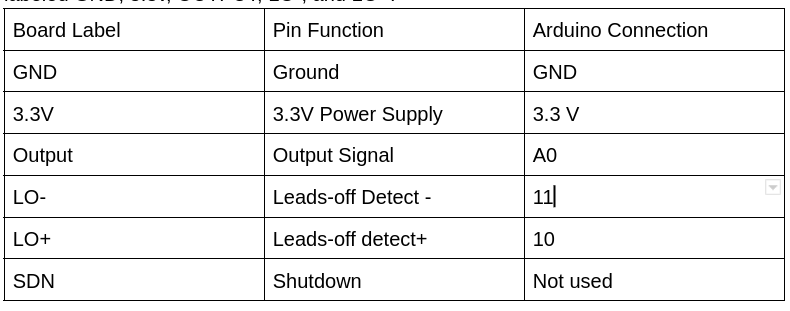 Board Label Pin Function Arduino Connection
GND Ground GND
3.3V 3.3V Power Supply 3.3 V
Output Output Signal A0
LO- Leads-off Detect - 11
LO+ Leads-off detect+ 10
SDN Shutdown Not used